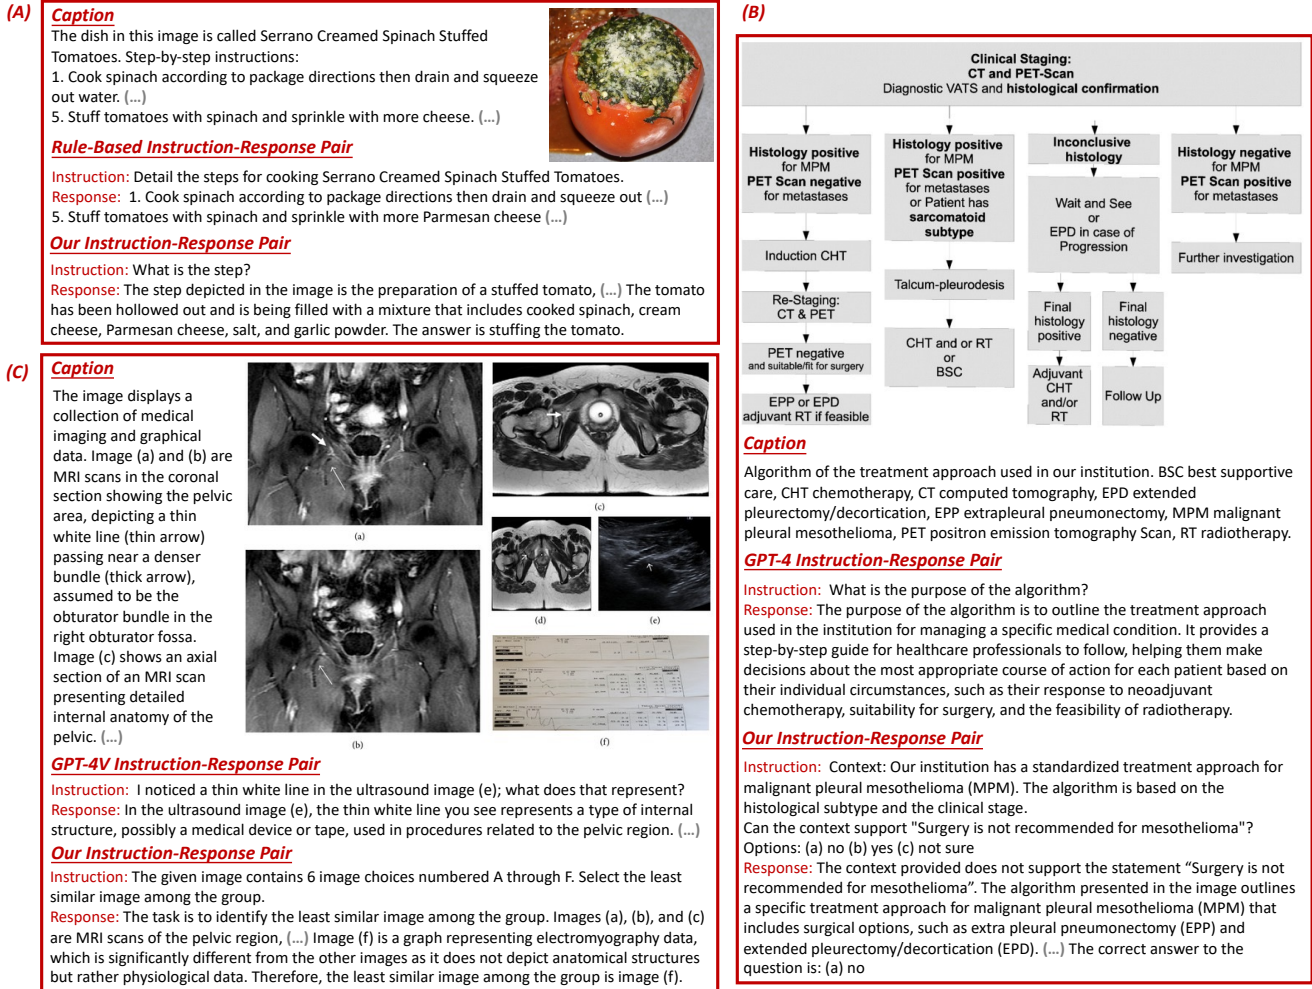 (A)
Caption
The dish in this image is called Serrano Creamed Spinach Stuffed
Tomatoes. Step-by-step instructions:
1. Cook spinach according to package directions then drain and squeeze
out water. (...)
5. Stuff tomatoes with spinach and sprinkle with more cheese. (...)
Rule-Based Instruction-Response Pair
Instruction: Detail the steps for cooking Serrano Creamed Spinach Stuffed Tomatoes.
Response: 1. Cook spinach according to package directions then drain and squeeze out (...)
5. Stuff tomatoes with spinach and sprinkle with more Parmesan cheese (...)
Our Instruction-Response Pair
Instruction: What is the step?
Response: The step depicted in the image is the preparation of a stuffed tomato, (...) The tomato
has been hollowed out and is being filled with a mixture that includes cooked spinach, cream
cheese, Parmesan cheese, salt, and garlic powder. The answer is stuffing the tomato.
(B)
Clinical Staging:
CT and PET-Scan
Diagnostic VATS and histological confirmation
Histology positive
for MPM
PET Scan negative
for metastases
Induction CHT
Re-Staging:
CT & PET
PET negative
and suitable/fit for surgery
EPP or EPD
adjuvant RT if feasible
Histology positive
for MPM
PET Scan positive
for metastases
or Patient has
sarcomatoid
subtype
Talcum-pleurodesis
CHT and or RT
or
BSC
Inconclusive
histology
Wait and See
or
EPD in case of
Progression
Final
histology
positive
Adjuvant
CHT
and/or
RT
Final
histology
negative
Follow Up
Histology negative
for MPM
PET Scan positive
for metastases
Further investigation
Caption
Algorithm of the treatment approach used in our institution. BSC best supportive
care, CHT chemotherapy, CT computed tomography, EPD extended
pleurectomy/decortication, EPP extrapleural pneumonectomy, MPM malignant
pleural mesothelioma, PET positron emission tomography Scan, RT radiotherapy.
GPT-4 Instruction-Response Pair
Instruction: What is the purpose of the algorithm?
Response: The purpose of the algorithm is to outline the treatment approach
used in the institution for managing a specific medical condition. It provides a
step-by-step guide for healthcare professionals to follow, helping them make
decisions about the most appropriate course of action for each patient based on
their individual circumstances, such as their response to neoadjuvant
chemotherapy, suitability for surgery, and the feasibility of radiotherapy.
Our Instruction-Response Pair
Instruction: Context: Our institution has a standardized treatment approach for
malignant pleural mesothelioma (MPM). The algorithm is based on the
histological subtype and the clinical stage.
Can the context support "Surgery is not recommended for mesothelioma"?
Options: (a) no (b) yes (c) not sure
Response: The context provided does not support the statement “Surgery is not
recommended for mesothelioma”. The algorithm presented in the image outlines
a specific treatment approach for malignant pleural mesothelioma (MPM) that
includes surgical options, such as extra pleural pneumonectomy (EPP) and
extended pleurectomy/decortication (EPD). (...) The correct answer to the
question is: (a) no
(C)
Caption
The image displays a
collection of medical
imaging and graphical
data. Image (a) and (b) are
MRI scans in the coronal
section showing the pelvic
area, depicting a thin
white line (thin arrow)
passing near a denser
bundle (thick arrow),
assumed to be the
obturator bundle in the
right obturator fossa.
Image (c) shows an axial
section of an MRI scan
presenting detailed
internal anatomy of the
pelvic. (...)
(a)
(b)
(c)
(d)
(e)
(f)
GPT-4V Instruction-Response Pair
Instruction: I noticed a thin white line in the ultrasound image (e); what does that represent?
Response: In the ultrasound image (e), the thin white line you see represents a type of internal
structure, possibly a medical device or tape, used in procedures related to the pelvic region. (...)
Our Instruction-Response Pair
Instruction: The given image contains 6 image choices numbered A through F. Select the least
similar image among the group.
Response: The task is to identify the least similar image among the group. Images (a), (b), and (c)
are MRI scans of the pelvic region, (...) Image (f) is a graph representing electromyography data,
which is significantly different from the other images as it does not depict anatomical structures
but rather physiological data. Therefore, the least similar image among the group is image (f).